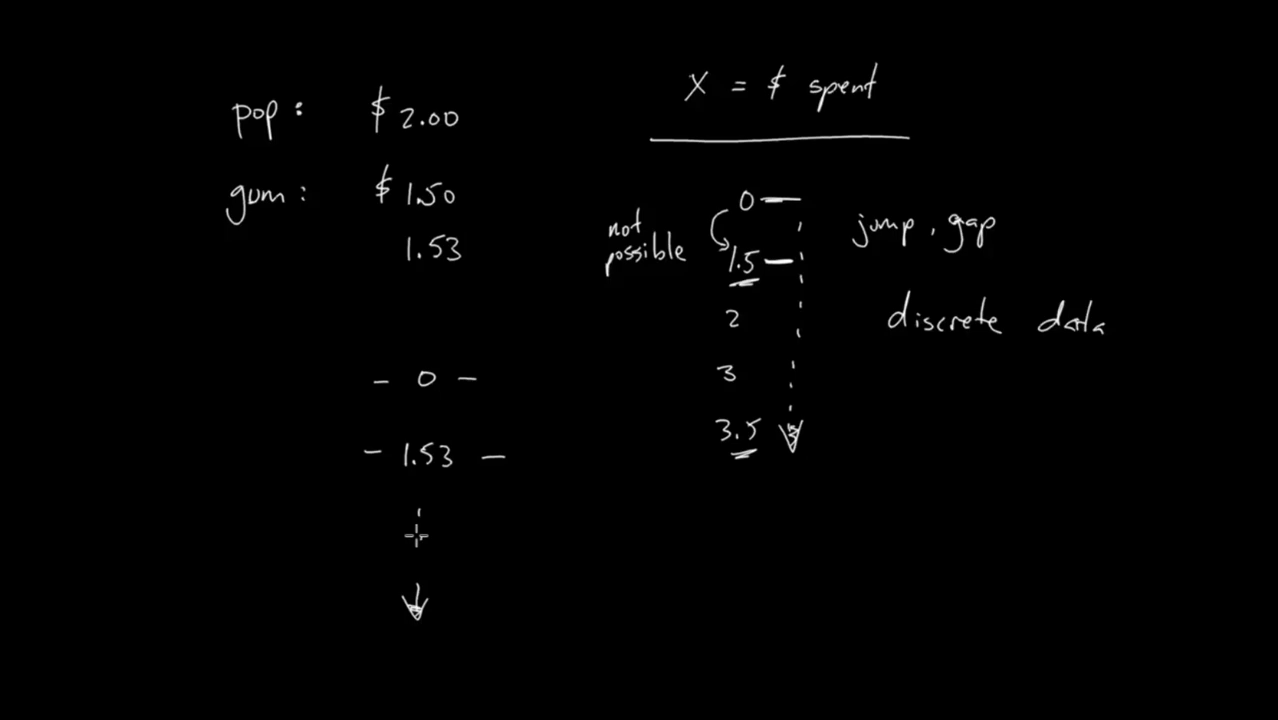 pop: $2.00
gum: $1.50
1.53
- 0 -
- 1.53 -
X = $ spent
0
not possible
1.5
2
3
3.5
jump, gap
discrete data